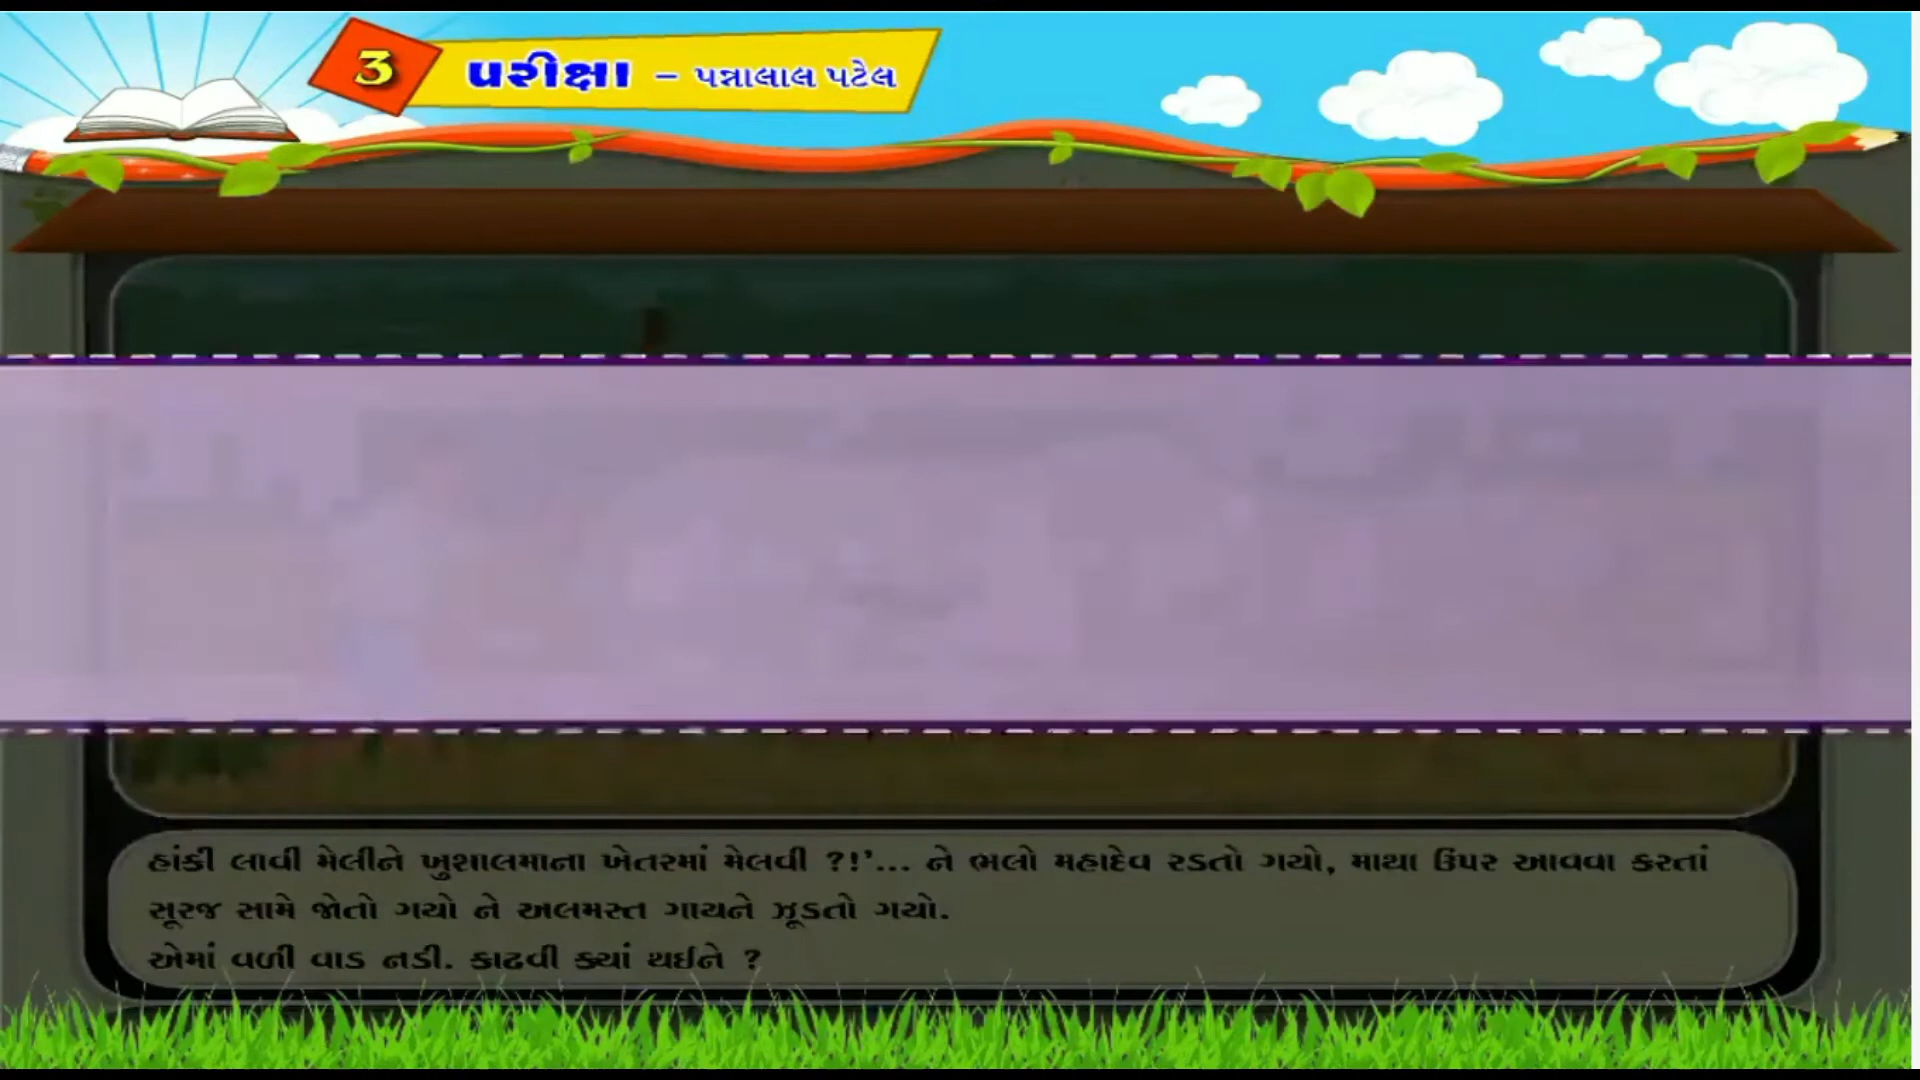 3 પરીક્ષા – પન્નાલાલ પટેલ
હાંકી લાવી મેલીને ખુશાલમાના ખેતરમાં મેલવી ?!'... ને ભલો મહાદેવ રડતો ગયો, માથા ઉપર આવવા કરતાં
સૂરજ સામે જોતો ગયો ને અલમસ્ત ગાયને ઝૂડતો ગયો.
એમાં વળી વાડ નડી. કાઢવી ક્યાં થઈને ?